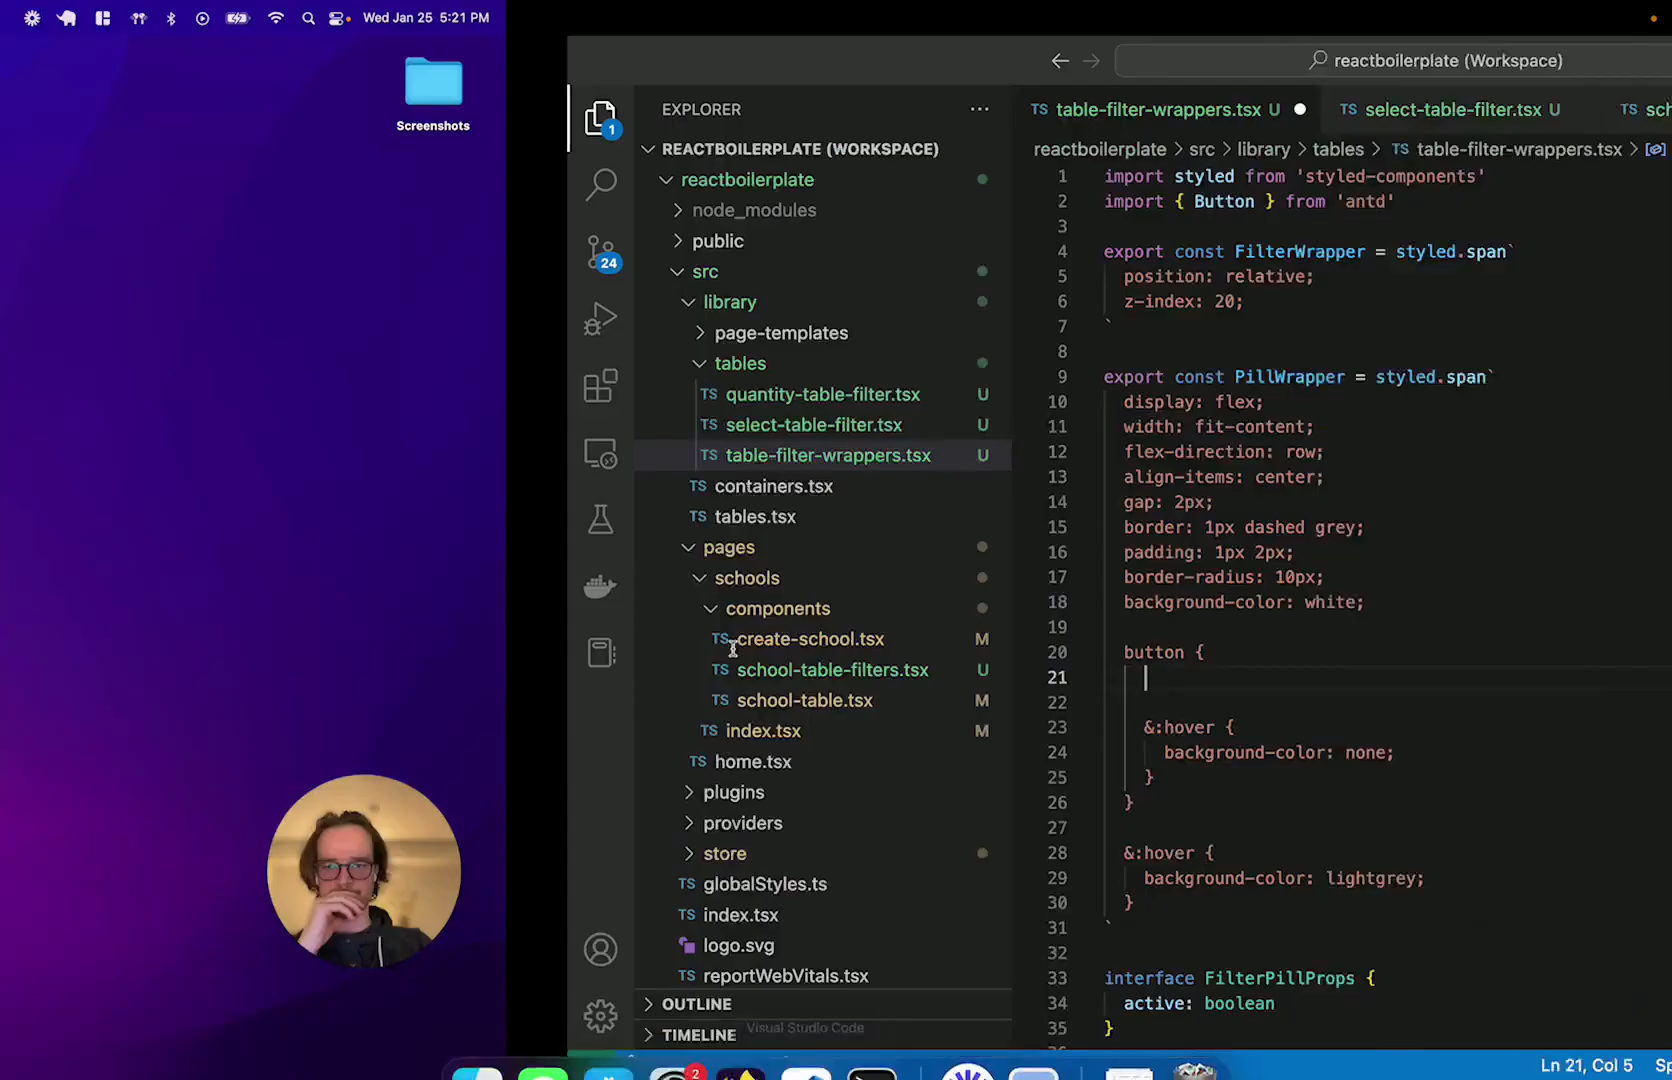 Wed Jan 25 5:21 PM
Screenshots
reactboilerplate (Workspace)
1
24
EXPLORER
REACTBOILERPLATE (WORKSPACE)
reactboilerplate
node_modules
public
src
library
page-templates
tables
TS quantity-table-filter.tsx U
TS select-table-filter.tsx U
TS table-filter-wrappers.tsx U
TS containers.tsx
TS tables.tsx
pages
schools
components
TS create-school.tsx M
TS school-table-filters.tsx U
TS school-table.tsx M
TS index.tsx M
TS home.tsx
plugins
providers
store
TS globalStyles.ts
TS index.tsx
logo.svg
TS reportWebVitals.tsx
OUTLINE
TIMELINE
Visual Studio Code
TS table-filter-wrappers.tsx U
TS select-table-filter.tsx U
TS sch
reactboilerplate > src > library > tables > TS table-filter-wrappers.tsx >
1 import styled from 'styled-components'
2 import { Button } from 'antd'
3
4 export const FilterWrapper = styled.span`
5 position: relative;
6 z-index: 20;
7 `
8
9 export const PillWrapper = styled.span`
10 display: flex;
11 width: fit-content;
12 flex-direction: row;
13 align-items: center;
14 gap: 2px;
15 border: 1px dashed grey;
16 padding: 1px 2px;
17 border-radius: 10px;
18 background-color: white;
19
20 button {
21
22
23 &:hover {
24 background-color: none;
25 }
26 }
27
28 &:hover {
29 background-color: lightgrey;
30 }
31 `
32
33 interface FilterPillProps {
34 active: boolean
35 }
2
Ln 21, Col 5